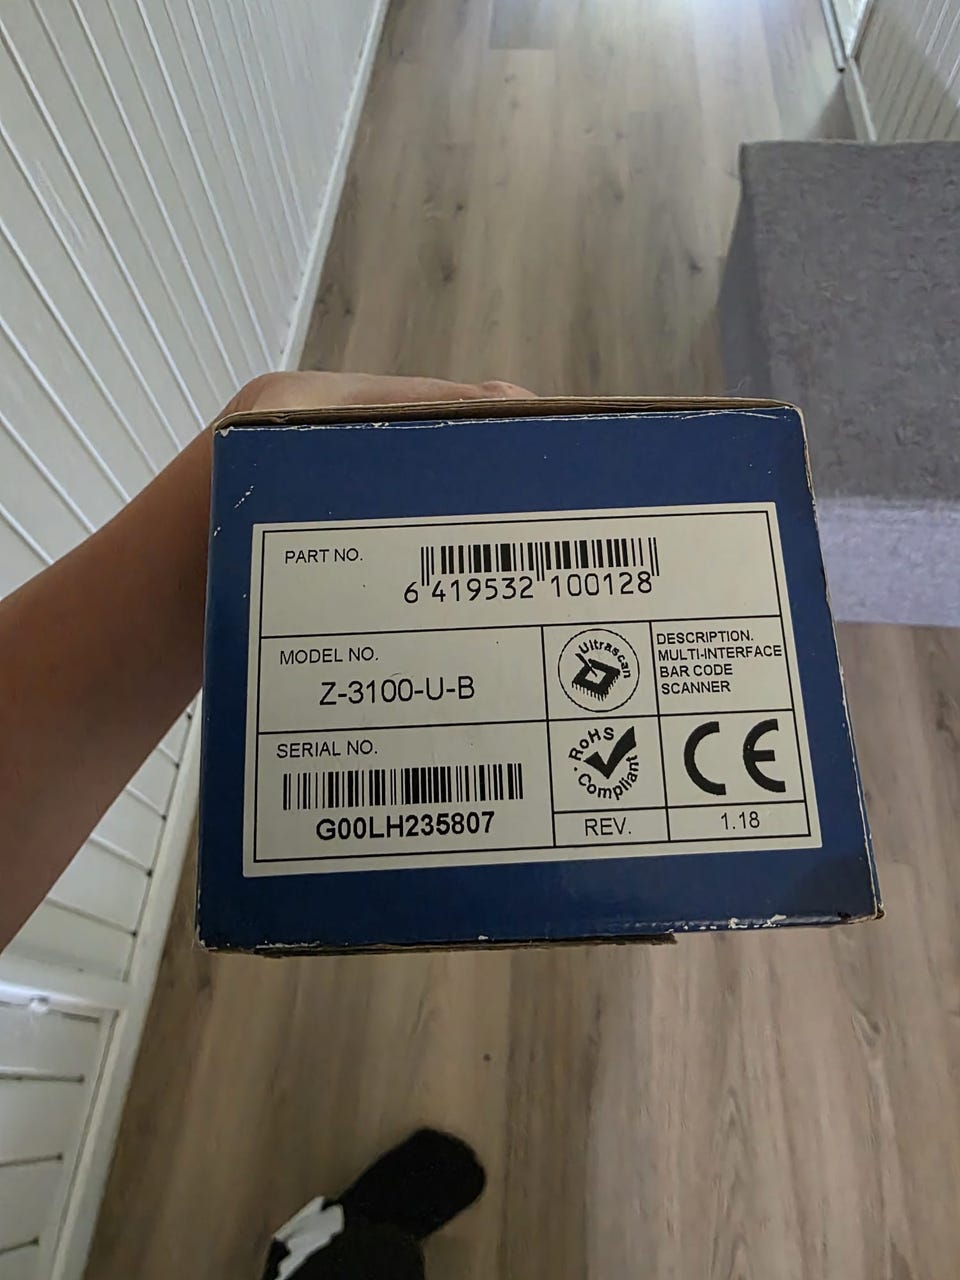 PART NO.
6 419532 100128
MODEL NO.
Z-3100-U-B
Ultrascan
DESCRIPTION.
MULTI-INTERFACE
BAR CODE
SCANNER
SERIAL NO.
G00LH235807
RoHS
Compliant
CE
REV.
1.18